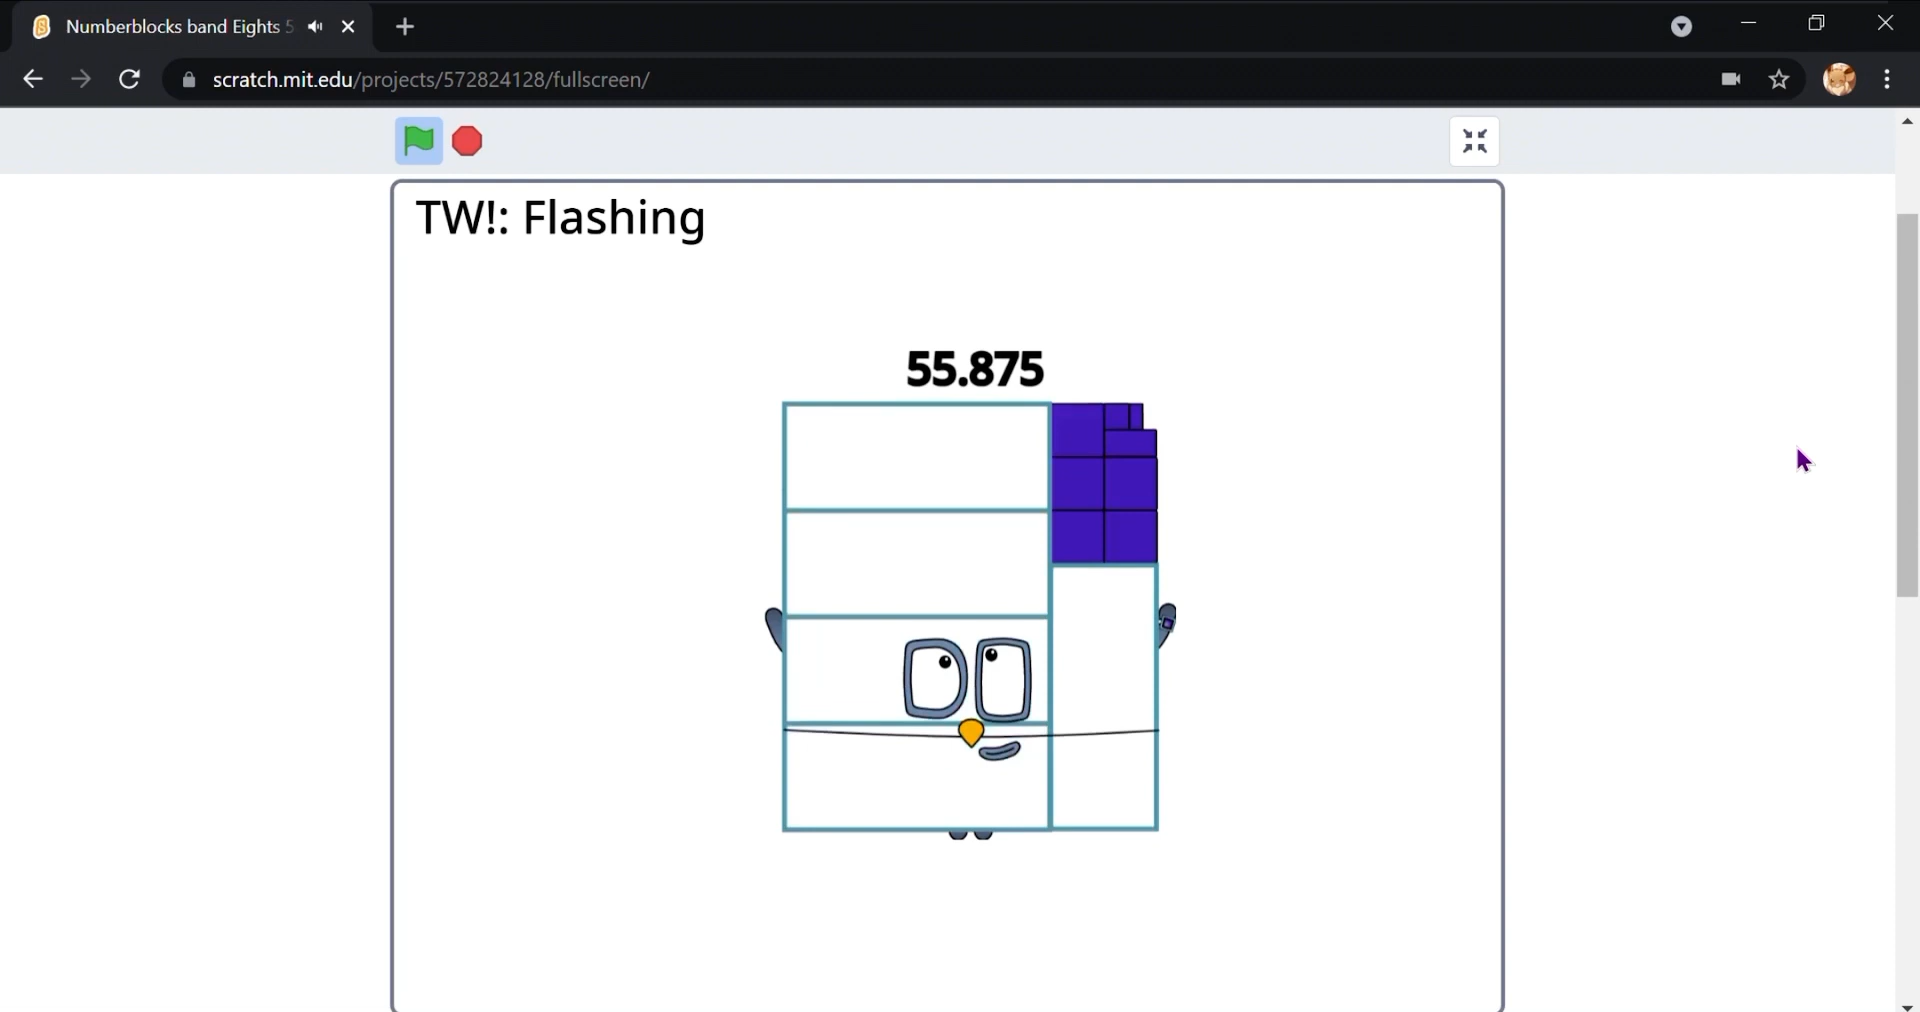 Numberblocks band Eights 5
scratch.mit.edu/projects/572824128/fullscreen/
TW!: Flashing
55.875